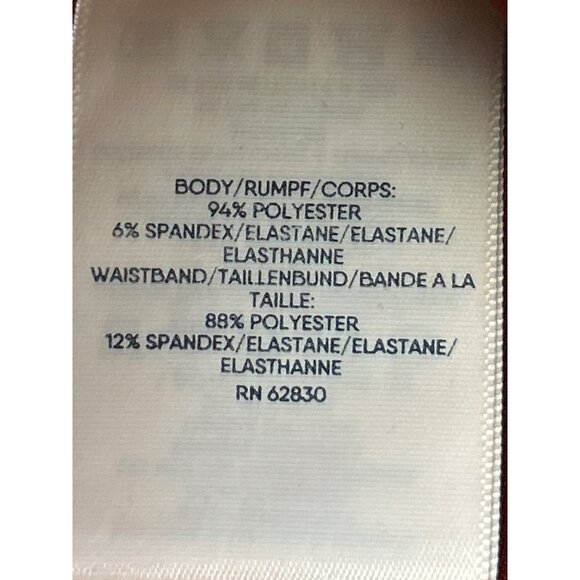 BODY/RUMPF/CORPS:
94% POLYESTER
6% SPANDEX/ELASTANE/ELASTANE/
ELASTHANNE
WAISTBAND/TAILLENBUND/BANDE A LA
TAILLE:
88% POLYESTER
12% SPANDEX/ELASTANE/ELASTANE/
ELASTHANNE
RN 62830